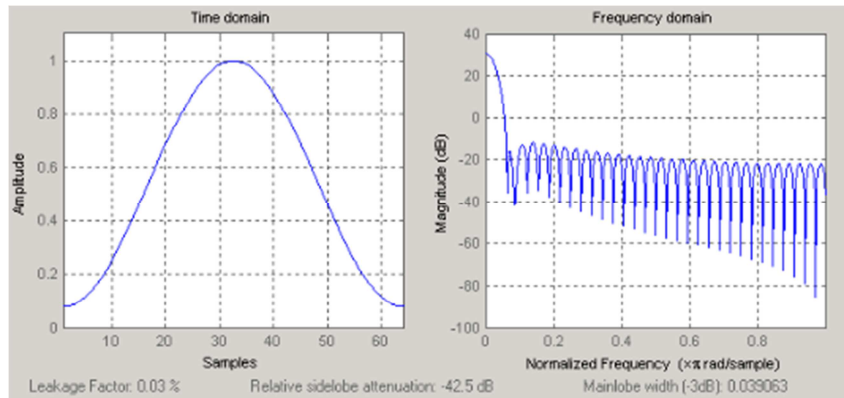 Time domain
1
0.8
0.6
0.4
0.2
0
10 20 30 40 50 60
Amplitude
Samples
Frequency domain
40
20
0
-20
-40
-60
-80
-100
0 0.2 0.4 0.6 0.8
Magnitude (dB)
Normalized Frequency (×π rad/sample)
Leakage Factor: 0.03 % Relative sidelobe attenuation: -42.5 dB Mainlobe width (-3dB): 0.039063